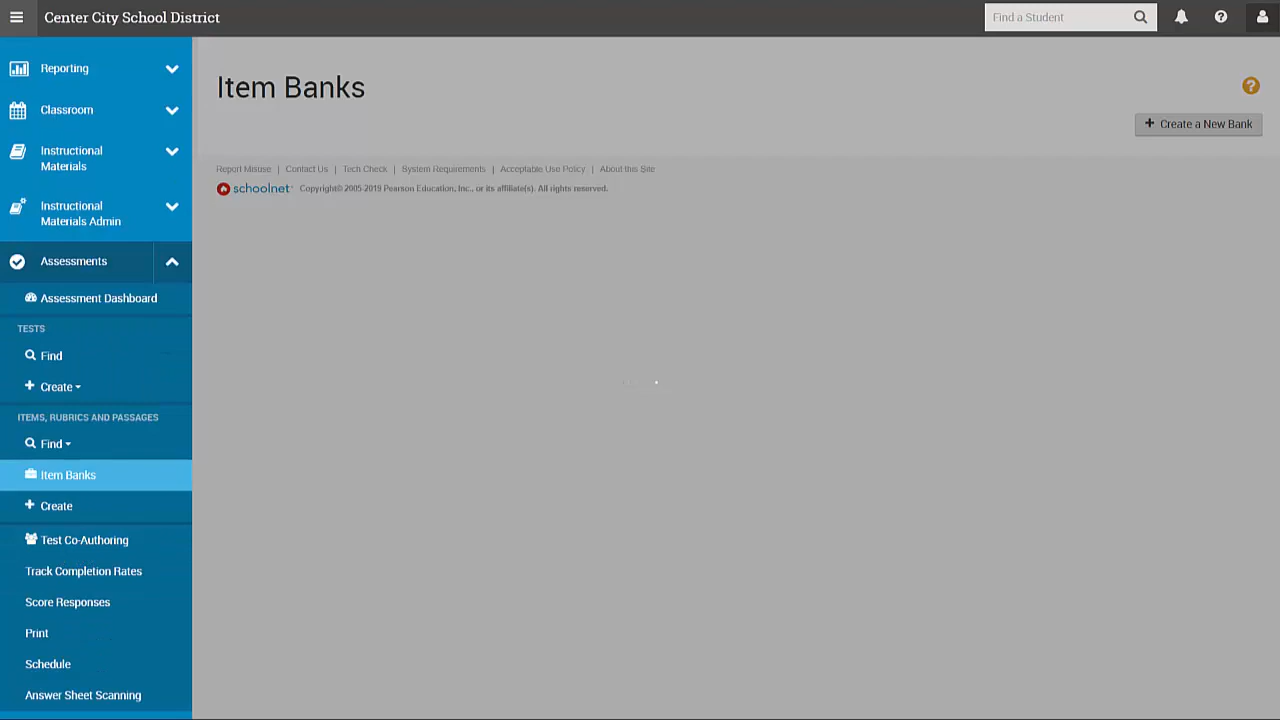 Center City School District
Find a Student
Reporting
Classroom
Instructional
Materials
Instructional
Materials Admin
Assessments
Assessment Dashboard
TESTS
Find
Create
ITEMS, RUBRICS AND PASSAGES
Find
Item Banks
Create
Test Co-Authoring
Track Completion Rates
Score Responses
Print
Schedule
Answer Sheet Scanning
Item Banks
+ Create a New Bank
Report Misuse | Contact Us | Tech Check | System Requirements | Acceptable Use Policy | About this Site
schoolnet Copyright© 2005-2019 Pearson Education, Inc., or its affiliate(s). All rights reserved.